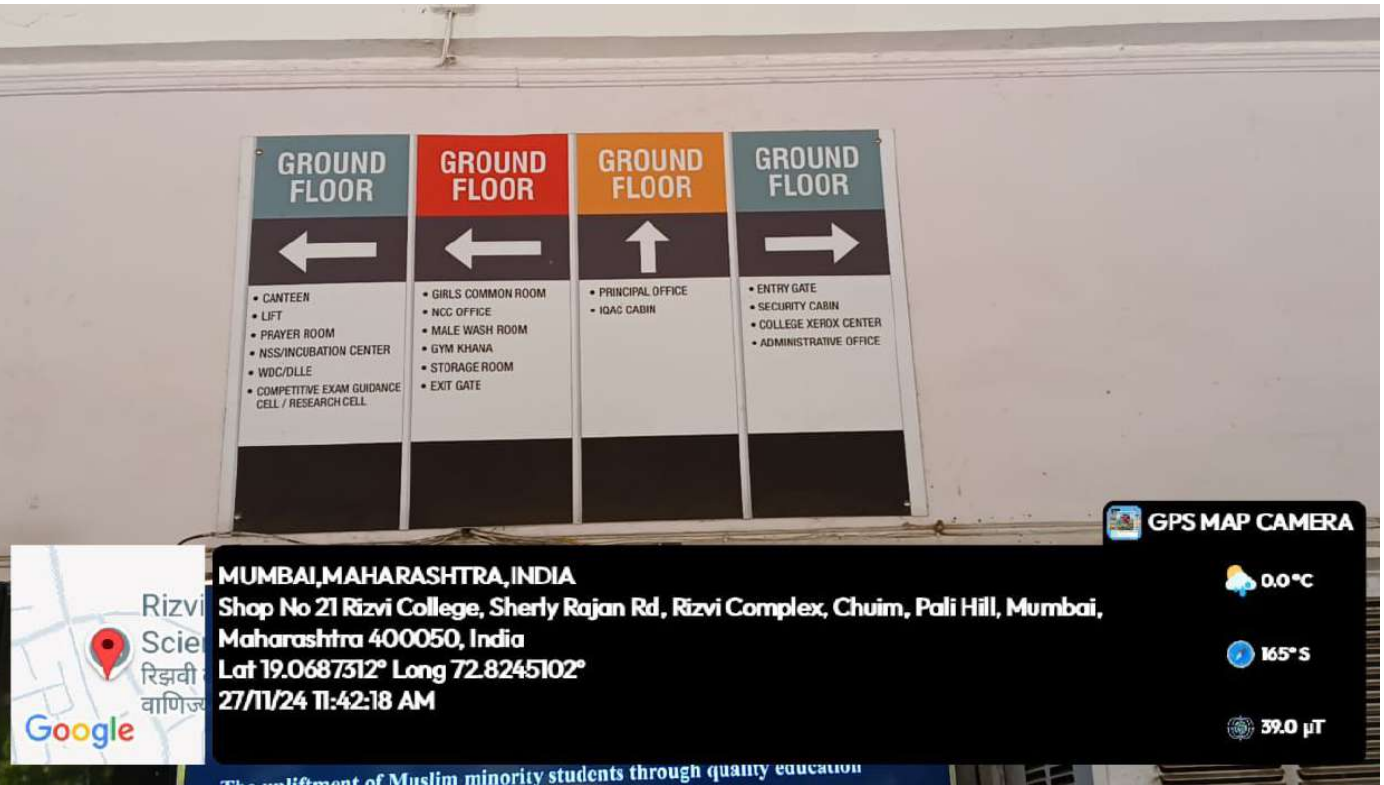 GROUND
FLOOR
• CANTEEN
• LIFT
• PRAYER ROOM
• NSS/INCUBATION CENTER
• WDC/DLLE
• COMPETITIVE EXAM GUIDANCE
CELL / RESEARCH CELL
GROUND
FLOOR
• GIRLS COMMON ROOM
• NCC OFFICE
• MALE WASH ROOM
• GYM KHANA
• STORAGE ROOM
• EXIT GATE
GROUND
FLOOR
• PRINCIPAL OFFICE
• IQAC CABIN
GROUND
FLOOR
• ENTRY GATE
• SECURITY CABIN
• COLLEGE XEROX CENTER
• ADMINISTRATIVE OFFICE
GPS MAP CAMERA
MUMBAI,MAHARASHTRA,INDIA
Shop No 21 Rizvi College, Sherly Rajan Rd, Rizvi Complex, Chuim, Pali Hill, Mumbai,
Maharashtra 400050, India
Lat 19.0687312° Long 72.8245102°
27/11/24 11:42:18 AM
0.0°C
165° S
39.0 µT
Rizvi
Scie
रिझवी
वाणिज्य
Google
The upliftment of Muslim minority students through quality education